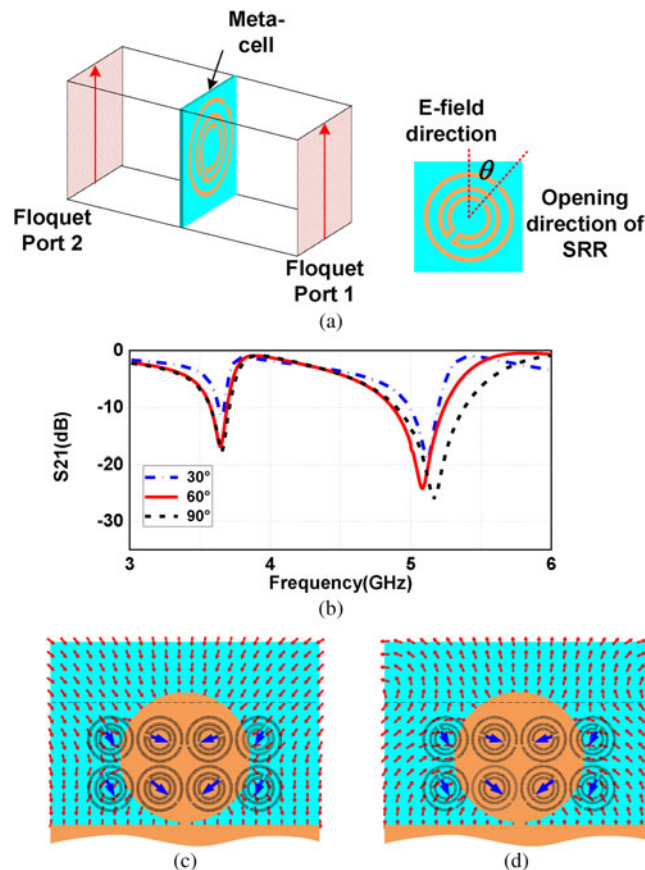 Meta-
cell
E-field
direction
θ
Opening
direction of
SRR
Floquet
Port 2
Floquet
Port 1
(a)
0
-10
-20
-30
S21(dB)
30°
60°
90°
3
4
5
6
Frequency(GHz)
(b)
(c)
(d)